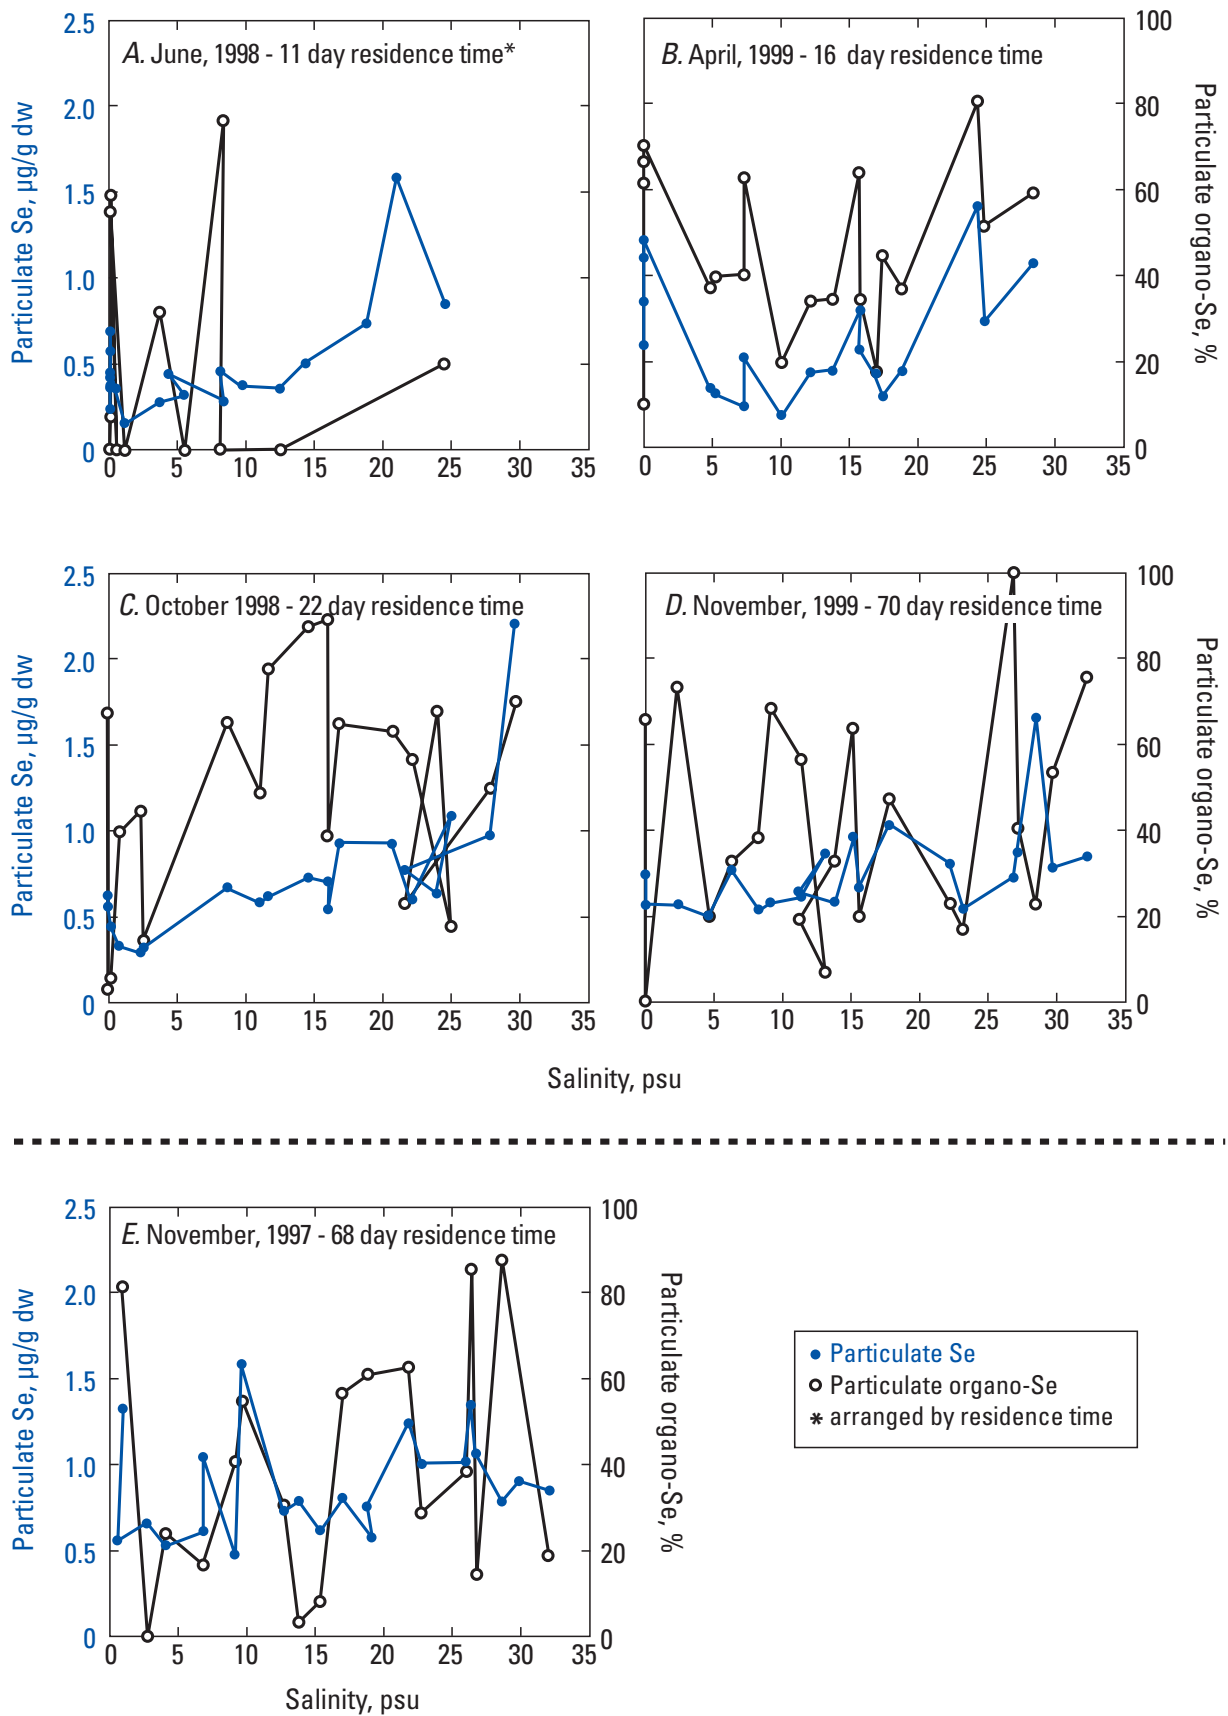 A. June, 1998 - 11 day residence time*
2.5
2.0
1.5
1.0
0.5
0
Particulate Se, µg/g dw
0 5 10 15 20 25 30 35
B. April, 1999 - 16 day residence time
100
80
60
40
20
0
Particulate organo-Se, %
0 5 10 15 20 25 30 35
C. October 1998 - 22 day residence time
2.5
2.0
1.5
1.0
0.5
0
Particulate Se, µg/g dw
0 5 10 15 20 25 30 35
D. November, 1999 - 70 day residence time
100
80
60
40
20
0
Particulate organo-Se, %
0 5 10 15 20 25 30 35
Salinity, psu
E. November, 1997 - 68 day residence time
2.5
2.0
1.5
1.0
0.5
0
Particulate Se, µg/g dw
100
80
60
40
20
0
Particulate organo-Se, %
0 5 10 15 20 25 30 35
Salinity, psu
Particulate Se
Particulate organo-Se
* arranged by residence time